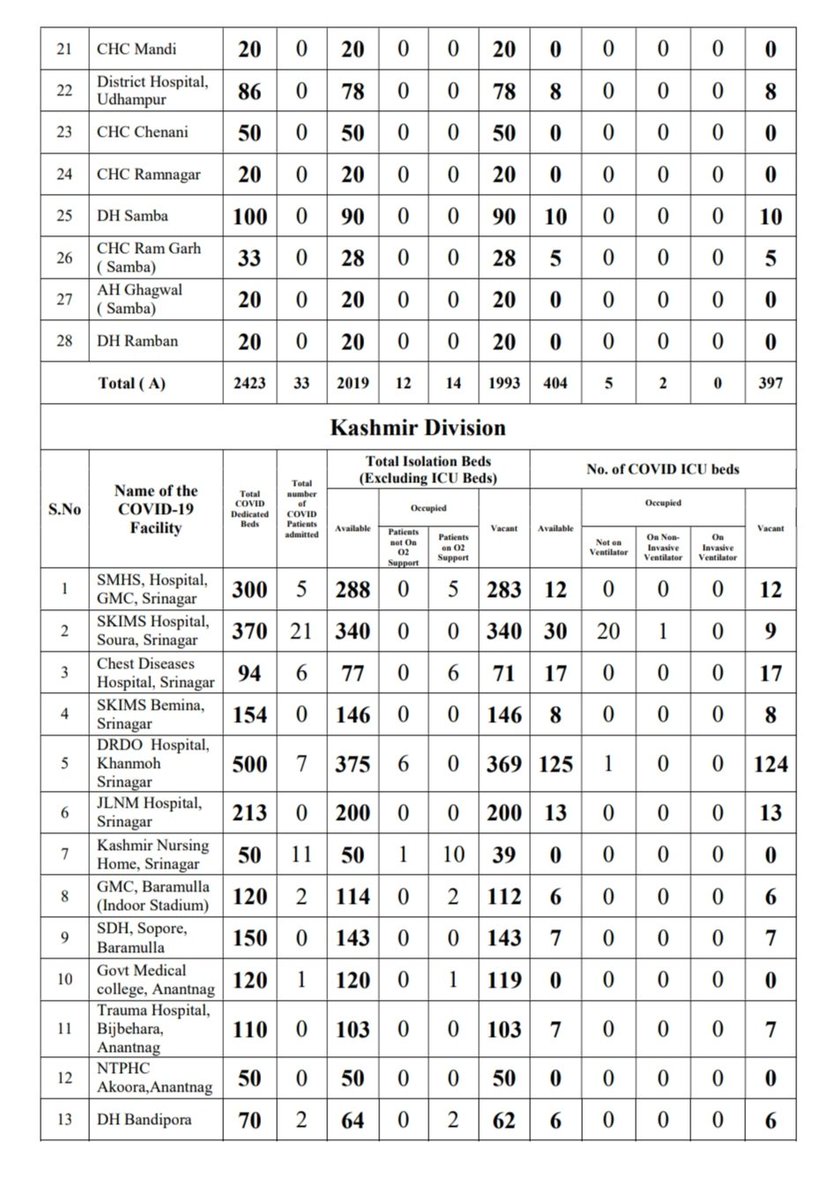 21 CHC Mandi 20 0 20 0 0 20 0 0 0 0 0
22 District Hospital, Udhampur 86 0 78 0 0 78 8 0 0 0 8
23 CHC Chenani 50 0 50 0 0 50 0 0 0 0 0
24 CHC Ramnagar 20 0 20 0 0 20 0 0 0 0 0
25 DH Samba 100 0 90 0 0 90 10 0 0 0 10
26 CHC Ram Garh ( Samba) 33 0 28 0 0 28 5 0 0 0 5
27 AH Ghagwal ( Samba) 20 0 20 0 0 20 0 0 0 0 0
28 DH Ramban 20 0 20 0 0 20 0 0 0 0 0
Total ( A) 2423 33 2019 12 14 1993 404 5 2 0 397
Kashmir Division
S.No
Name of the COVID-19 Facility
Total COVID Dedicated Beds
Total number of COVID Patients admitted
Total Isolation Beds (Excluding ICU Beds)
No. of COVID ICU beds
Available
Occupied
Patients not On O2 Support
Patients on O2 Support
Vacant
Available
Occupied
Not on Ventilator
On Non-Invasive Ventilator
On Invasive Ventilator
Vacant
1 SMHS, Hospital, GMC, Srinagar 300 5 288 0 5 283 12 0 0 0 12
2 SKIMS Hospital, Soura, Srinagar 370 21 340 0 0 340 30 20 1 0 9
3 Chest Diseases Hospital, Srinagar 94 6 77 0 6 71 17 0 0 0 17
4 SKIMS Bemina, Srinagar 154 0 146 0 0 146 8 0 0 0 8
5 DRDO Hospital, Khanmoh Srinagar 500 7 375 6 0 369 125 1 0 0 124
6 JLNM Hospital, Srinagar 213 0 200 0 0 200 13 0 0 0 13
7 Kashmir Nursing Home, Srinagar 50 11 50 1 10 39 0 0 0 0 0
8 GMC, Baramulla (Indoor Stadium) 120 2 114 0 2 112 6 0 0 0 6
9 SDH, Sopore, Baramulla 150 0 143 0 0 143 7 0 0 0 7
10 Govt Medical college, Anantnag 120 1 120 0 1 119 0 0 0 0 0
11 Trauma Hospital, Bijbehara, Anantnag 110 0 103 0 0 103 7 0 0 0 7
12 NTPHC Akoora,Anantnag 50 0 50 0 0 50 0 0 0 0 0
13 DH Bandipora 70 2 64 0 2 62 6 0 0 0 6